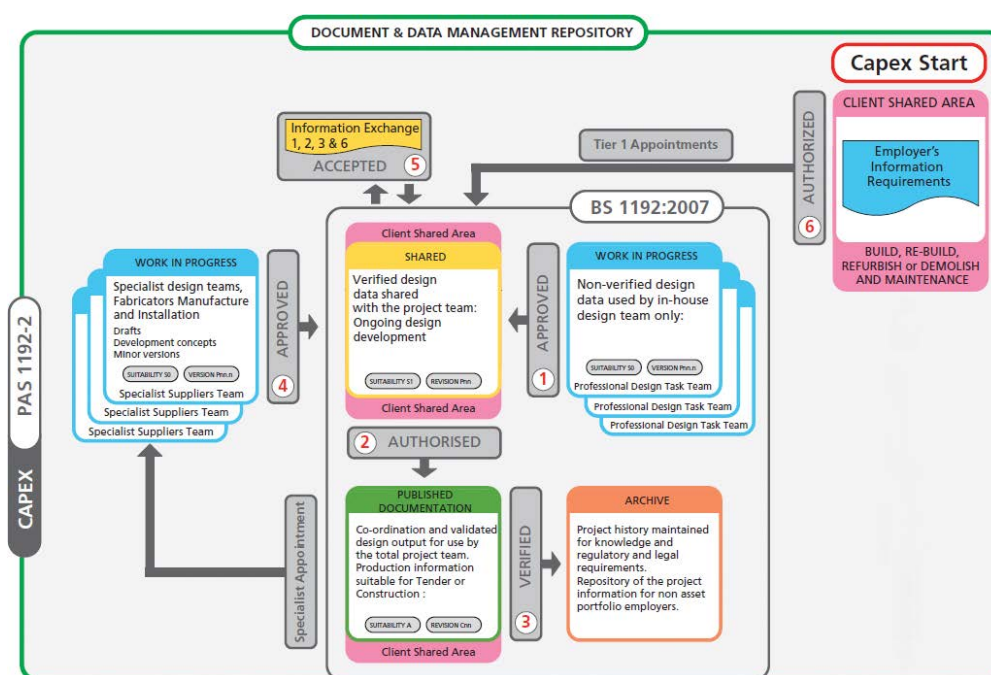 DOCUMENT & DATA MANAGEMENT REPOSITORY
Capex Start
CLIENT SHARED AREA
Employer's
Information
Requirements
BUILD, RE-BUILD,
REFURBISH or DEMOLISH
AND MAINTENANCE
AUTHORIZED
6
Tier 1 Appointments
Information Exchange
1, 2, 3 & 6
ACCEPTED
5
BS 1192:2007
WORK IN PROGRESS
Specialist design teams,
Fabricators Manufacture
and Installation
Drafts
Development concepts
Minor versions
SUITABILITY S0
VERSION Pnn.n
Specialist Suppliers Team
Specialist Suppliers Team
Specialist Suppliers Team
APPROVED
4
Client Shared Area
SHARED
Verified design
data shared
with the project team:
Ongoing design
development
SUITABILITY S1
REVISION Pnn
Client Shared Area
APPROVED
1
WORK IN PROGRESS
Non-verified design
data used by in-house
design team only:
SUITABILITY S0
VERSION Pnn.n
Professional Design Task Team
Professional Design Task Team
Professional Design Task Team
2
AUTHORISED
PUBLISHED
DOCUMENTATION
Co-ordination and validated
design output for use by
the total project team.
Production information
suitable for Tender or
Construction :
SUITABILITY A
REVISION Cnn
Client Shared Area
VERIFIED
3
ARCHIVE
Project history maintained
for knowledge and
regulatory and legal
requirements.
Repository of the project
information for non asset
portfolio employers.
Specialist Appointment
PAS 1192-2
CAPEX